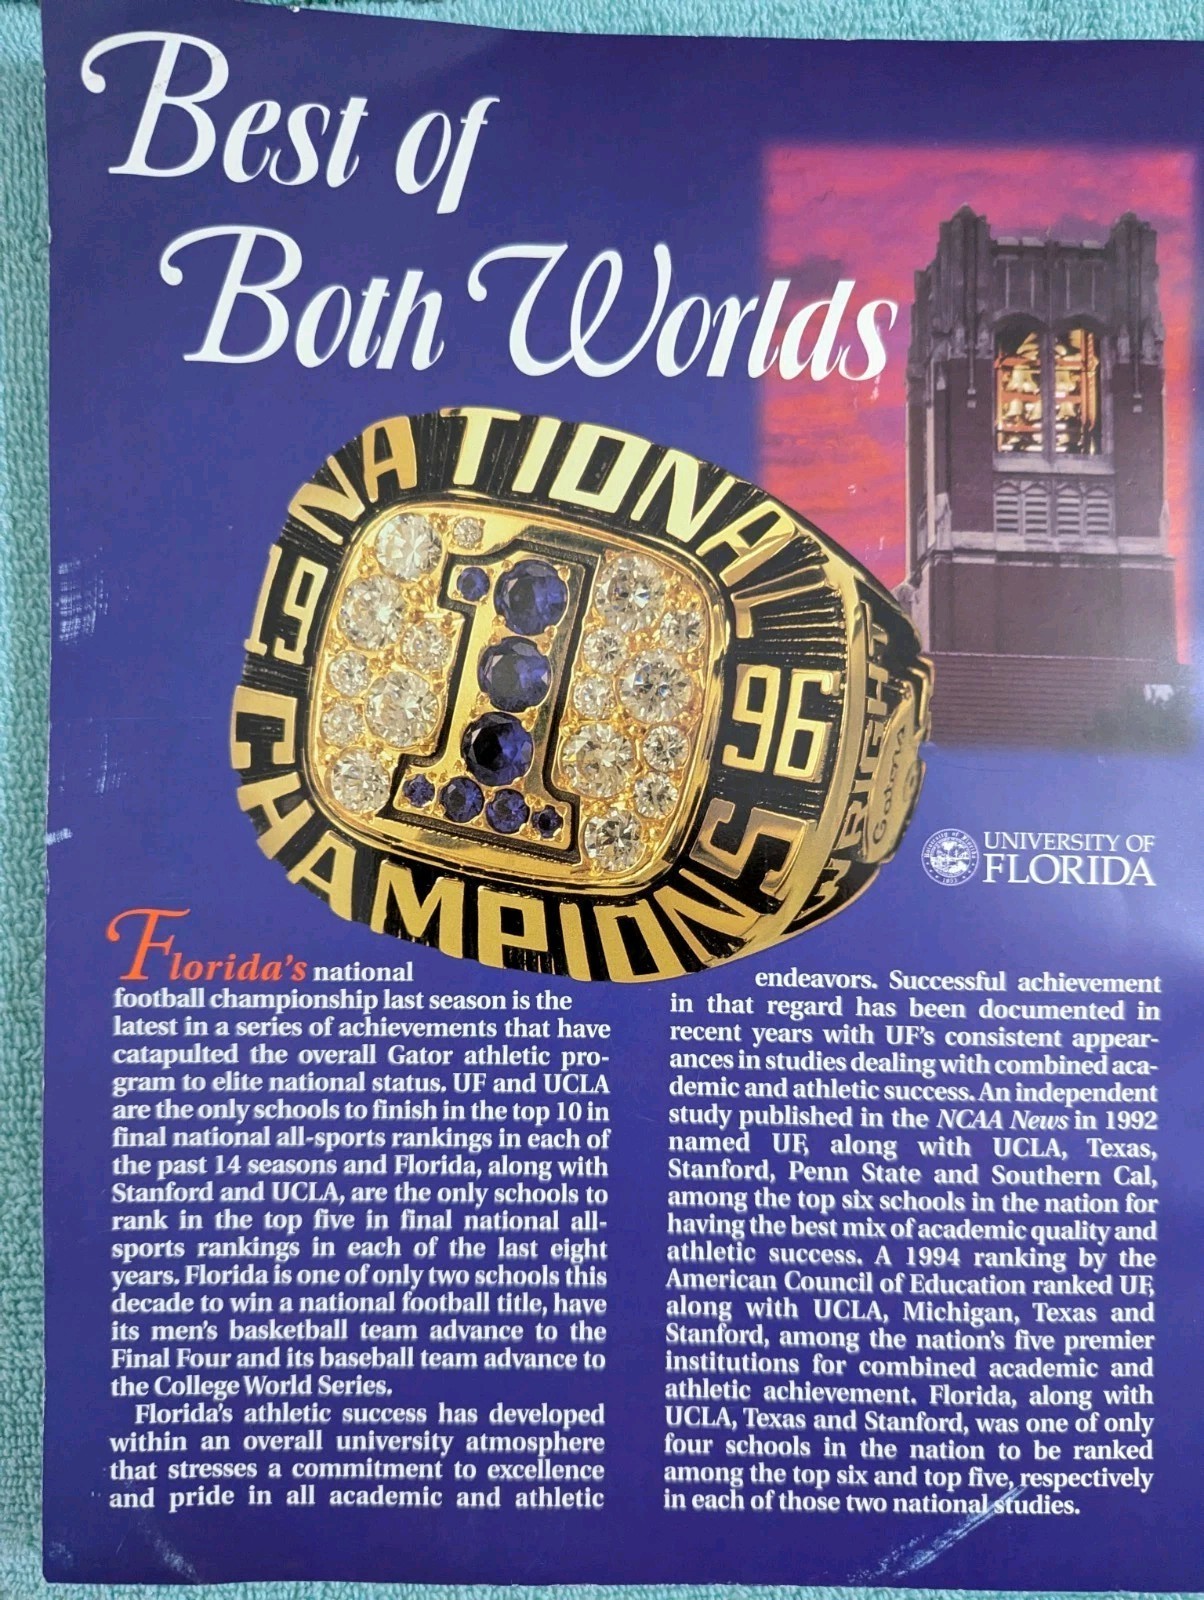 Best of
Both Worlds
NATIONAL
19
96
CHAMPIONS
WRIGHT
Gators
UNIVERSITY OF
FLORIDA
Florida's national
football championship last season is the
latest in a series of achievements that have
catapulted the overall Gator athletic pro-
gram to elite national status. UF and UCLA
are the only schools to finish in the top 10 in
final national all-sports rankings in each of
the past 14 seasons and Florida, along with
Stanford and UCLA, are the only schools to
rank in the top five in final national all-
sports rankings in each of the last eight
years. Florida is one of only two schools this
decade to win a national football title, have
its men's basketball team advance to the
Final Four and its baseball team advance to
the College World Series.
Florida's athletic success has developed
within an overall university atmosphere
that stresses a commitment to excellence
and pride in all academic and athletic
endeavors. Successful achievement
in that regard has been documented in
recent years with UF's consistent appear-
ances in studies dealing with combined aca-
demic and athletic success. An independent
study published in the NCAA News in 1992
named UF, along with UCLA, Texas,
Stanford, Penn State and Southern Cal,
among the top six schools in the nation for
having the best mix of academic quality and
athletic success. A 1994 ranking by the
American Council of Education ranked UF,
along with UCLA, Michigan, Texas and
Stanford, among the nation's five premier
institutions for combined academic and
athletic achievement. Florida, along with
UCLA, Texas and Stanford, was one of only
four schools in the nation to be ranked
among the top six and top five, respectively
in each of those two national studies.